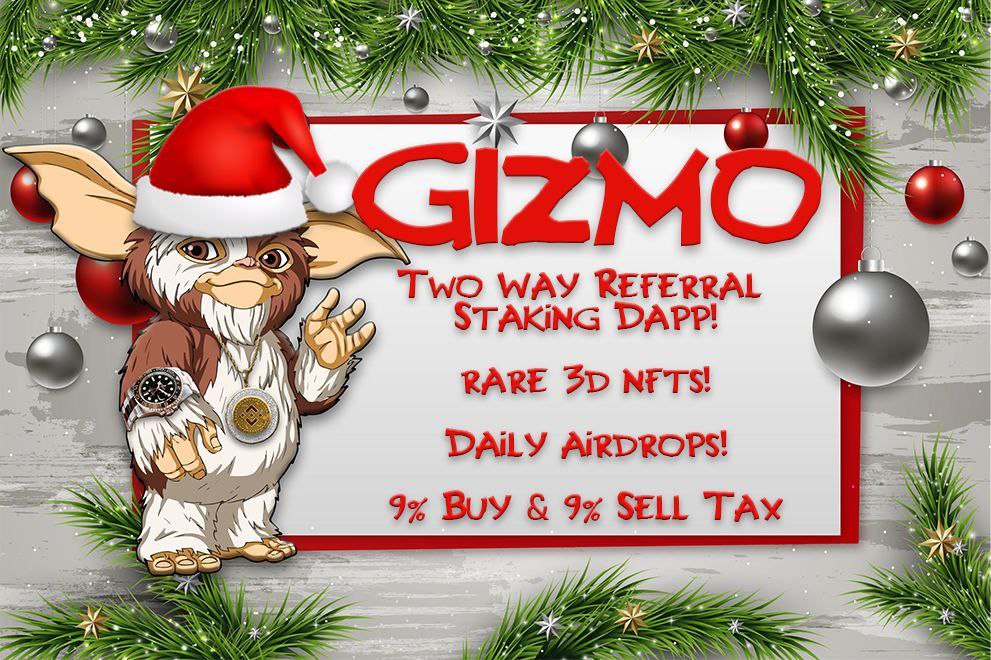 GIZMO
TWO WAY REFERRAL
STAKiNG DAPP!
RARE 3D NFTS!
DAILY AiRDROPS!
9% BUY & 9% SELL TAX